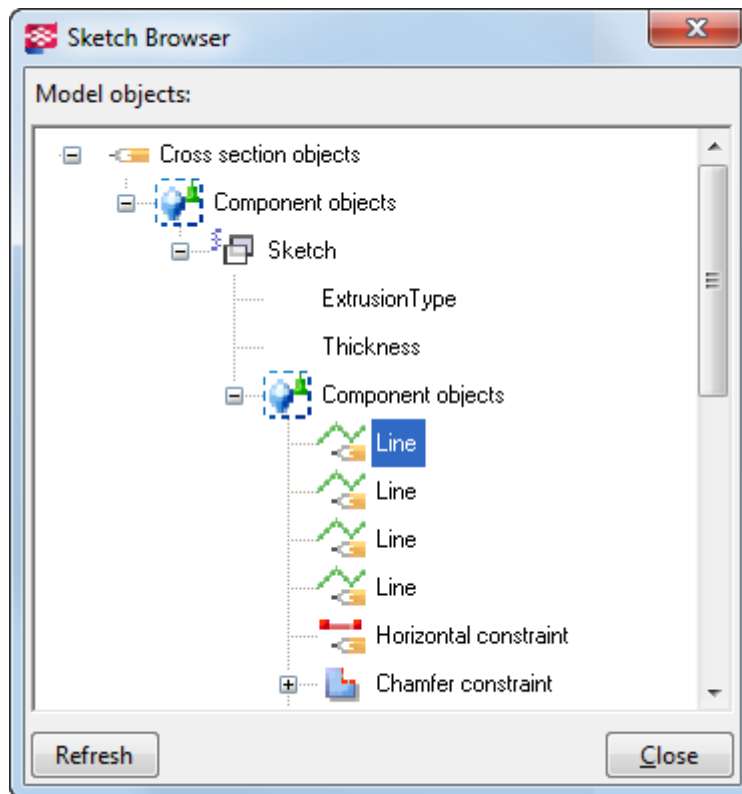 Sketch Browser
Model objects:
Cross section objects
Component objects
Sketch
ExtrusionType
Thickness
Component objects
Line
Line
Line
Line
Horizontal constraint
Chamfer constraint
Refresh Close